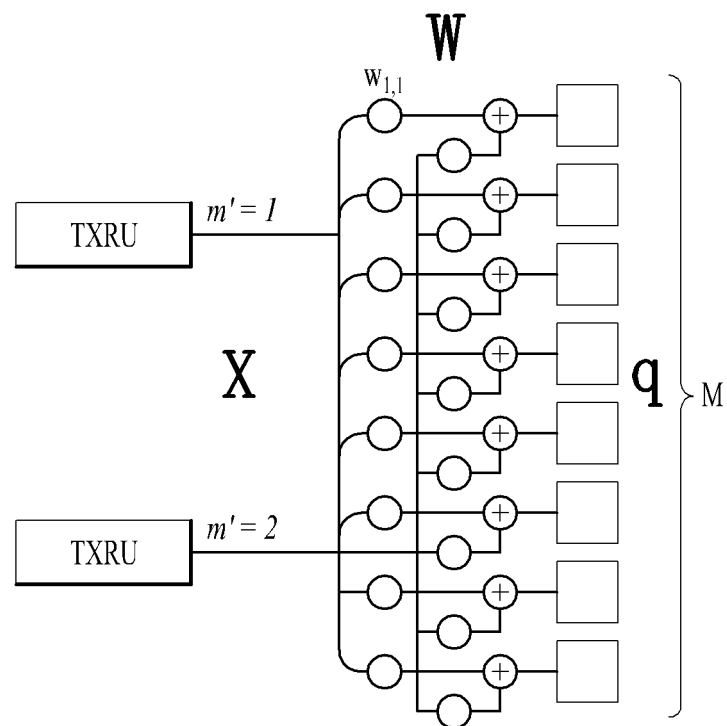 W
w1,1
TXRU
m' = 1
+
+
+
X
+
q
M
+
TXRU
m' = 2
+
+
+